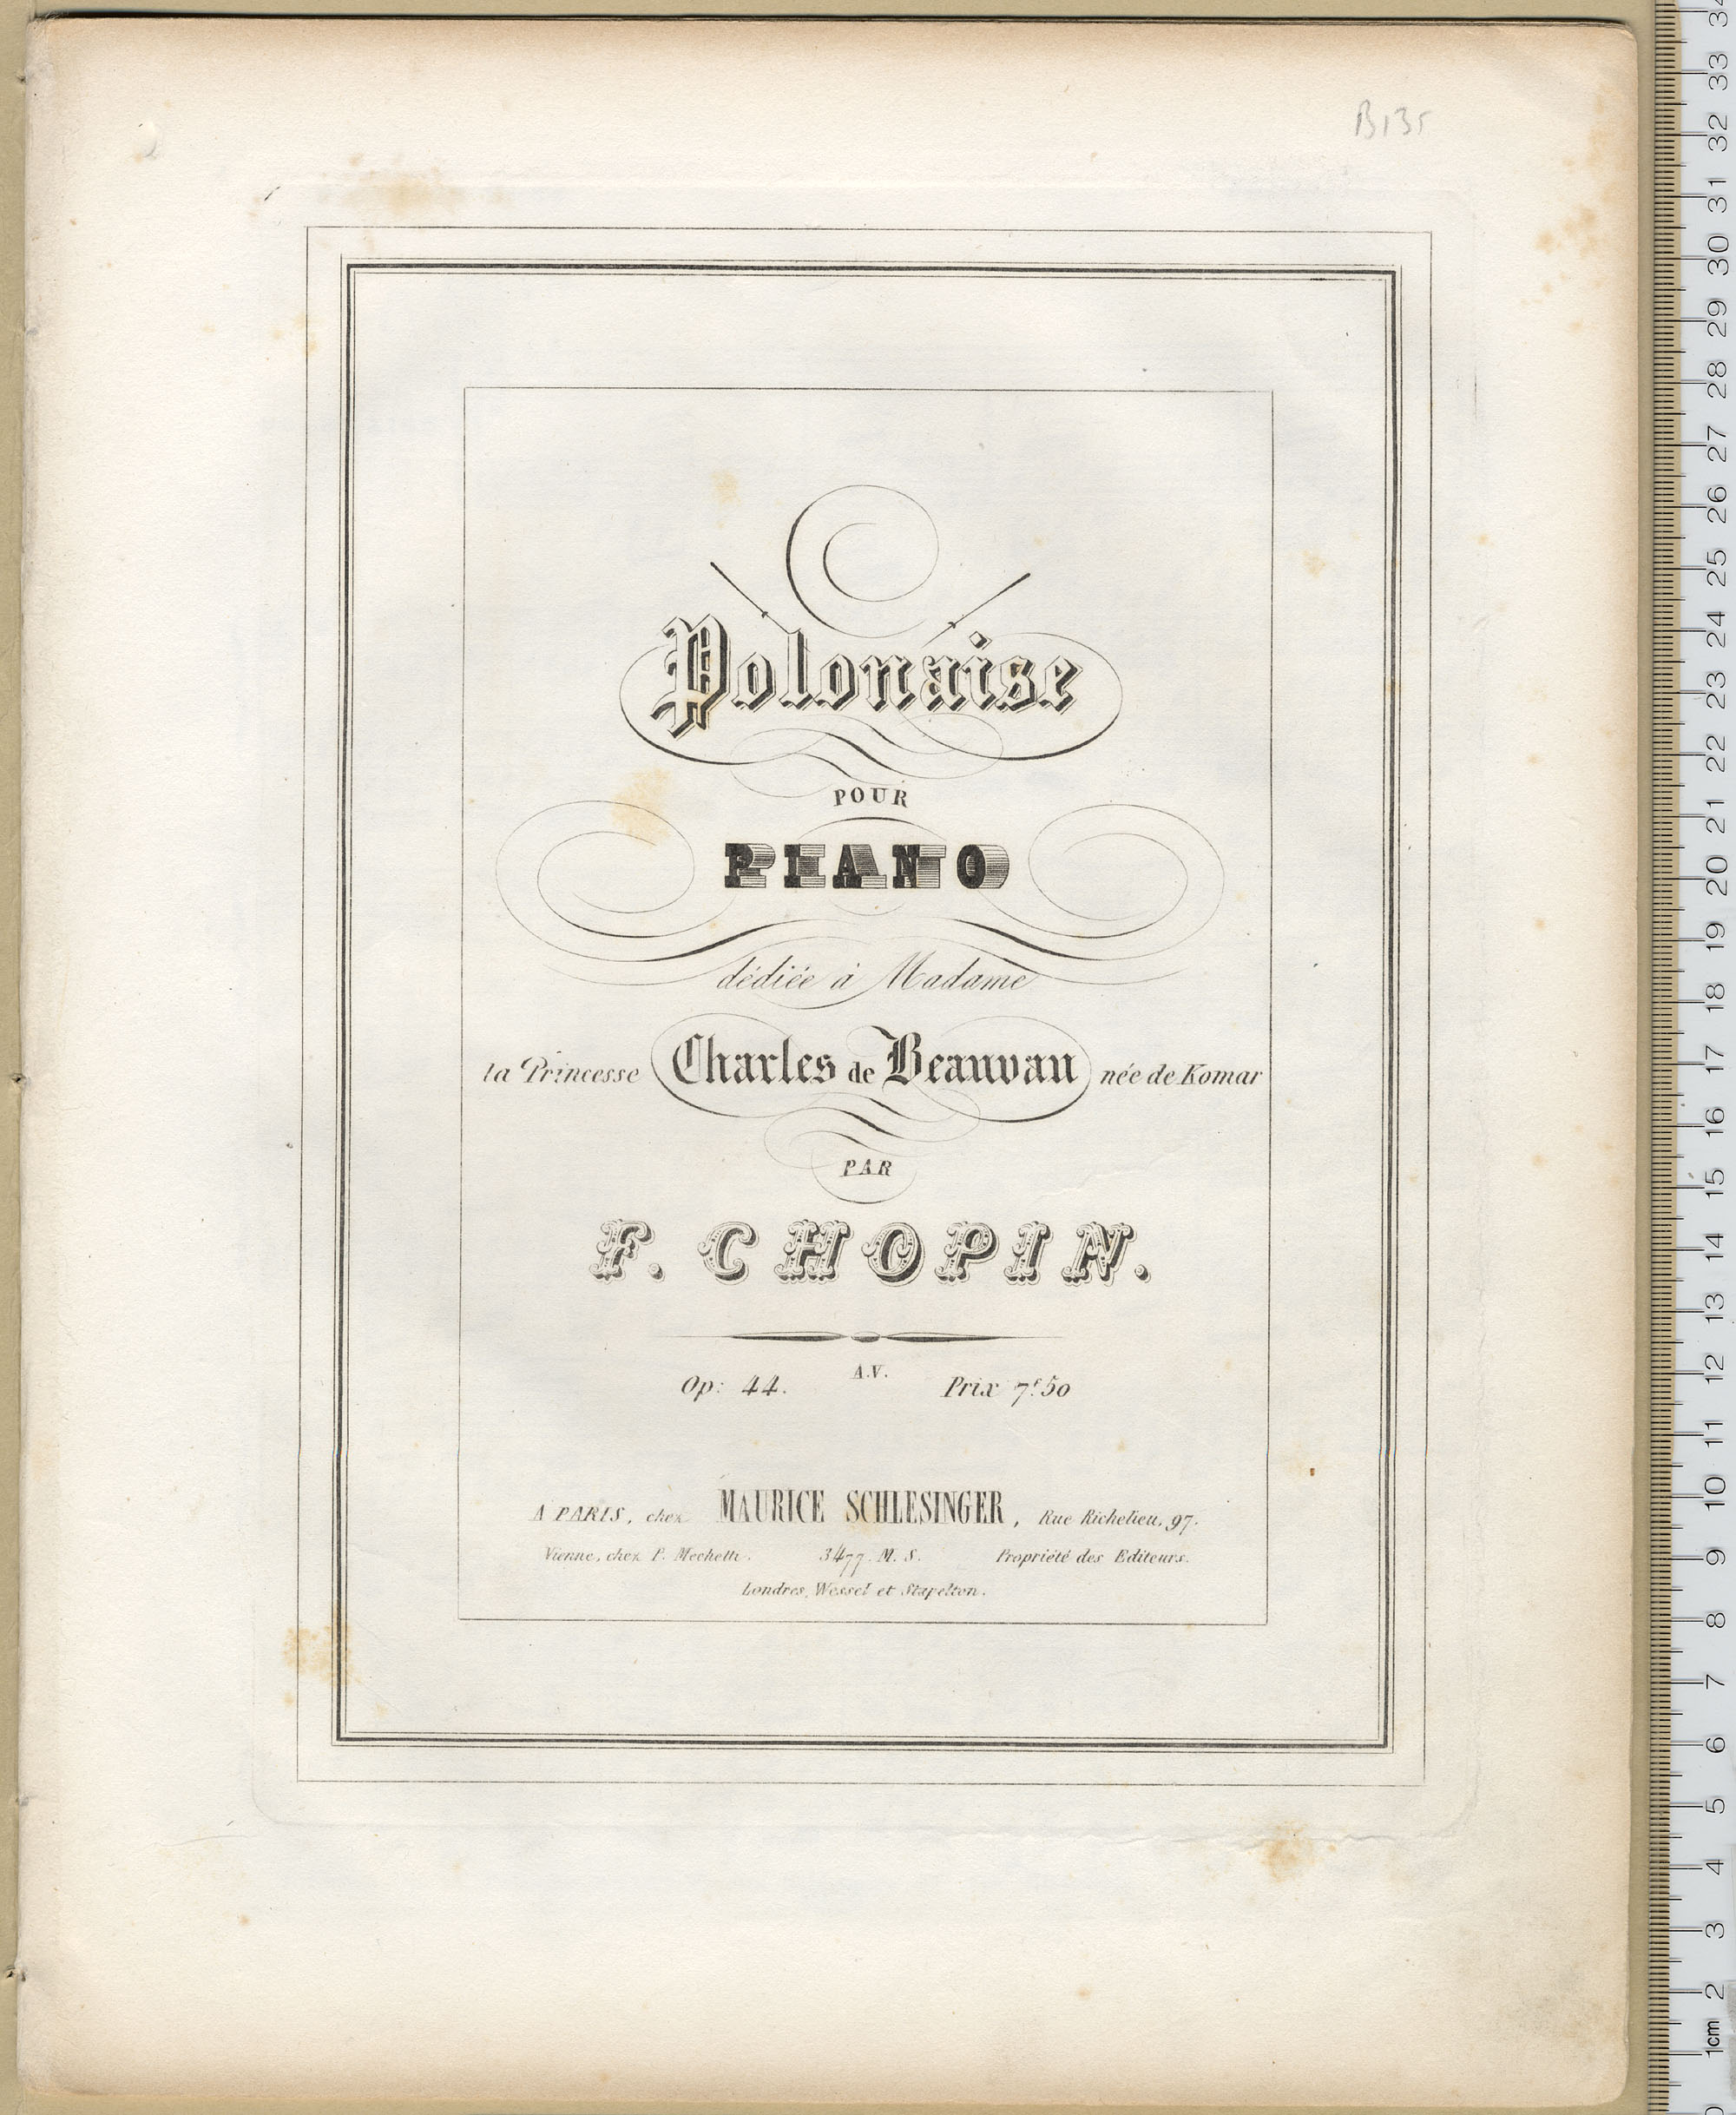 B135
Polonaise
POUR
PIANO
dédiée à Madame
la Princesse Charles de Beauvau née de Komar
PAR
F. CHOPIN.
A.V.
Op: 44. Prix 7f 50
A PARIS, chez MAURICE SCHLESINGER, Rue Richelieu, 97.
Vienne, chez P. Mechetti. 3477. M. S. Propriété des Editeurs.
Londres, Wessel et Stapelton.
34
33
32
31
30
29
28
27
26
25
24
23
22
21
20
19
18
17
16
15
14
13
12
11
10
9
8
7
6
5
4
3
2
1cm
0